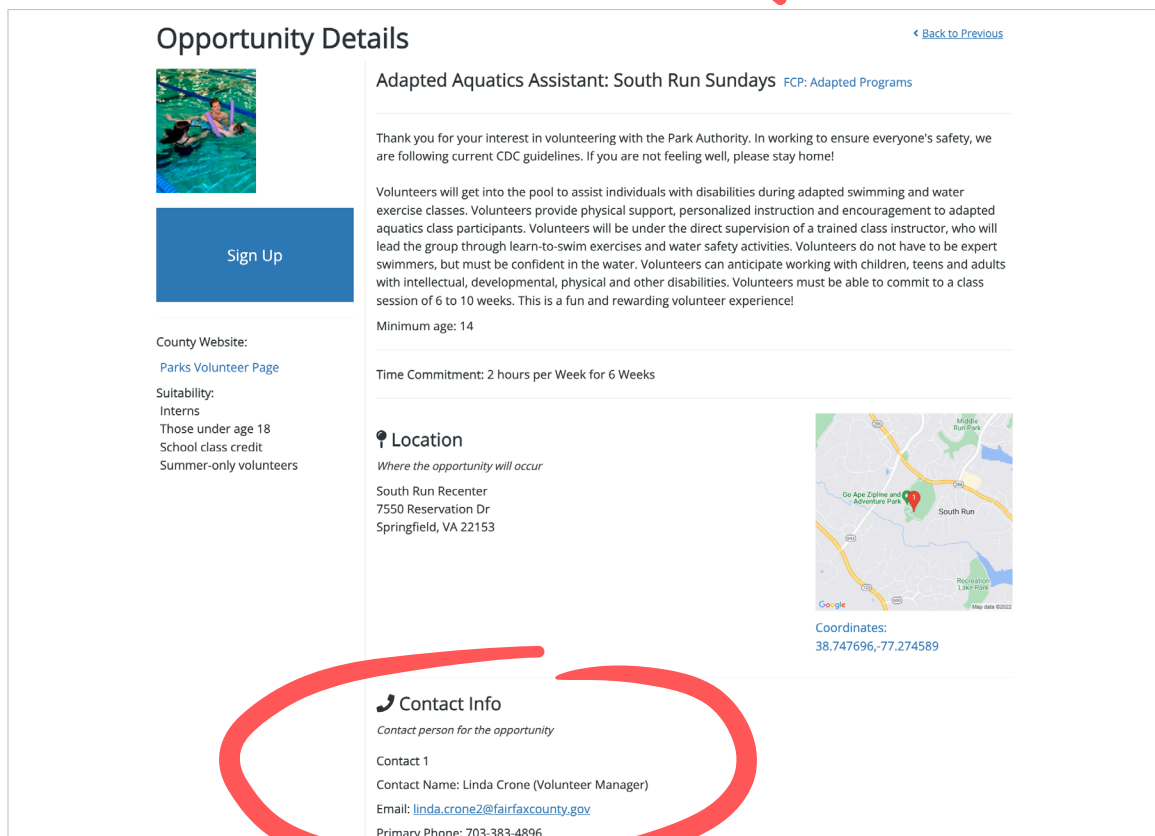 Opportunity Details
Back to Previous
Adapted Aquatics Assistant: South Run Sundays FCP: Adapted Programs
Thank you for your interest in volunteering with the Park Authority. In working to ensure everyone's safety, we
are following current CDC guidelines. If you are not feeling well, please stay home!
Volunteers will get into the pool to assist individuals with disabilities during adapted swimming and water
exercise classes. Volunteers provide physical support, personalized instruction and encouragement to adapted
aquatics class participants. Volunteers will be under the direct supervision of a trained class instructor, who will
lead the group through learn-to-swim exercises and water safety activities. Volunteers do not have to be expert
swimmers, but must be confident in the water. Volunteers can anticipate working with children, teens and adults
with intellectual, developmental, physical and other disabilities. Volunteers must be able to commit to a class
session of 6 to 10 weeks. This is a fun and rewarding volunteer experience!
Minimum age: 14
Sign Up
County Website:
Parks Volunteer Page
Suitability:
Interns
Those under age 18
School class credit
Summer-only volunteers
Time Commitment: 2 hours per Week for 6 Weeks
Location
Where the opportunity will occur
South Run Recenter
7550 Reservation Dr
Springfield, VA 22153
Middle
Run Park
286
286
Go Ape Zipline and
Adventure Park
1
South Run
643
Recreation
Lake Park
123
600
Google
Map data ©2022
Coordinates:
38.747696,-77.274589
Contact Info
Contact person for the opportunity
Contact 1
Contact Name: Linda Crone (Volunteer Manager)
Email: linda.crone2@fairfaxcounty.gov
Primary Phone: 703-383-4896